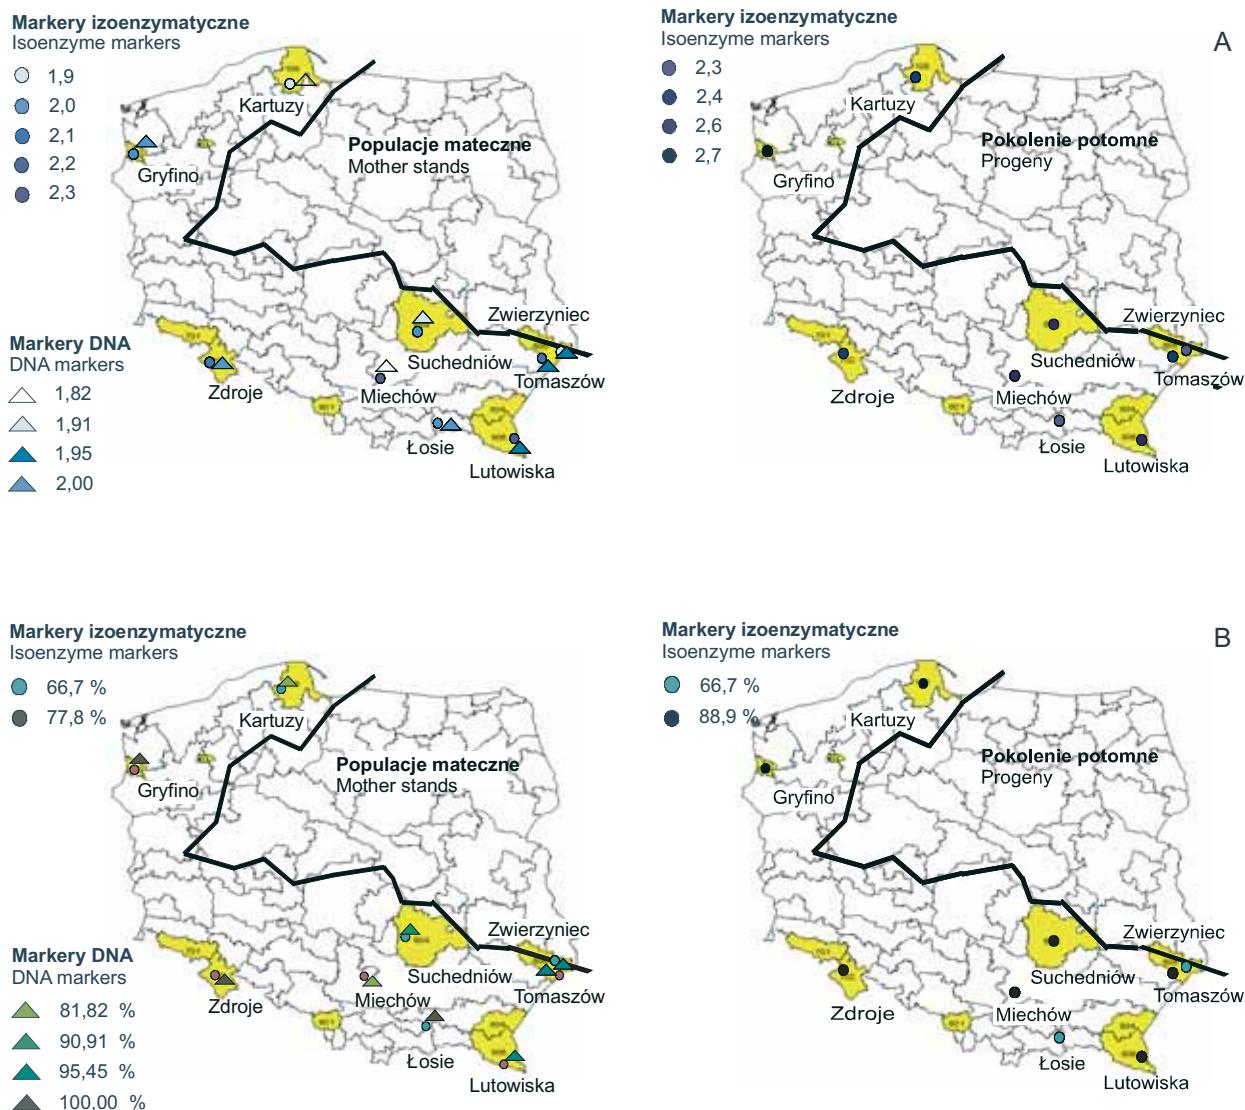 Markery izoenzymatyczne
Isoenzyme markers
1,9
2,0
2,1
2,2
2,3
Kartuzy
Populacje mateczne
Mother stands
Gryfino
Zwierzyniec
Suchedniów
Tomaszów
Zdroje
Miechów
Łosie
Lutowiska
Markery DNA
DNA markers
1,82
1,91
1,95
2,00
Markery izoenzymatyczne
Isoenzyme markers
A
2,3
2,4
2,6
2,7
Kartuzy
Pokolenie potomne
Progeny
Gryfino
Zwierzyniec
Suchedniów
Tomaszów
Zdroje
Miechów
Łosie
Lutowiska
Markery izoenzymatyczne
Isoenzyme markers
66,7 %
77,8 %
Kartuzy
Populacje mateczne
Mother stands
Gryfino
Zwierzyniec
Suchedniów
Tomaszów
Zdroje
Miechów
Łosie
Lutowiska
Markery DNA
DNA markers
81,82 %
90,91 %
95,45 %
100,00 %
Markery izoenzymatyczne
Isoenzyme markers
B
66,7 %
88,9 %
Kartuzy
Pokolenie potomne
Progeny
Gryfino
Zwierzyniec
Suchedniów
Tomaszów
Zdroje
Miechów
Łosie
Lutowiska